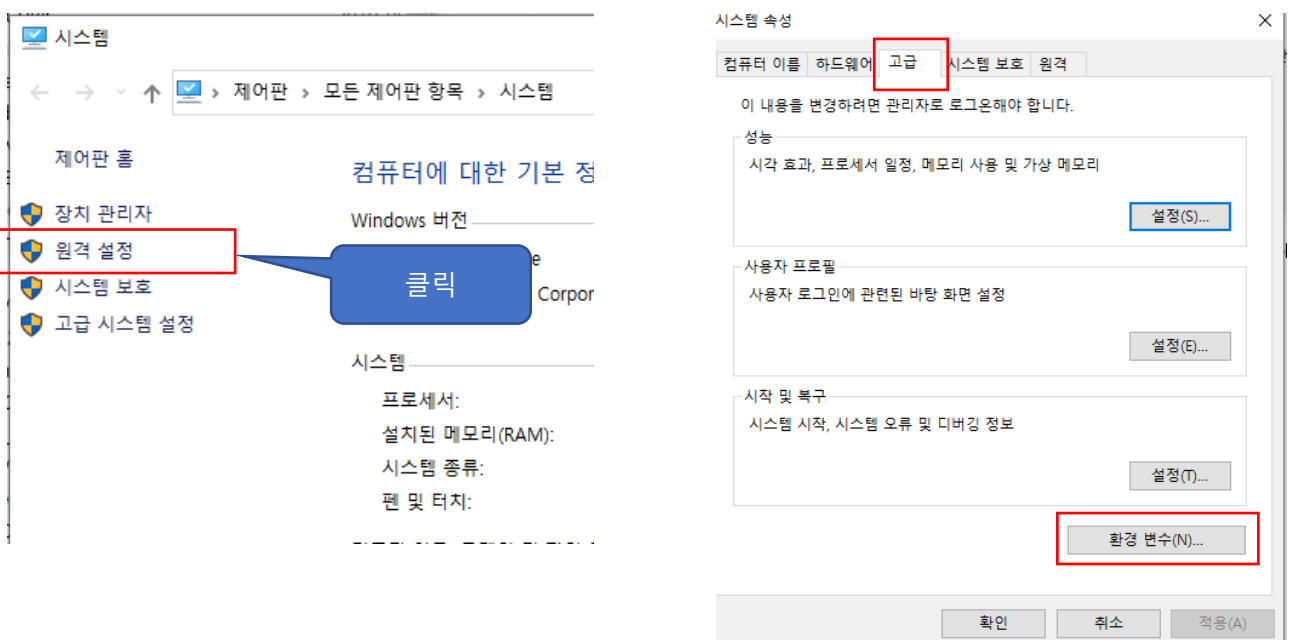 시스템
제어판 › 모든 제어판 항목 › 시스템
제어판 홈
장치 관리자
원격 설정
시스템 보호
고급 시스템 설정
컴퓨터에 대한 기본 정
Windows 버전
e
클릭
Corpor
시스템
프로세서:
설치된 메모리(RAM):
시스템 종류:
펜 및 터치:
시스템 속성
컴퓨터 이름 하드웨어 고급 시스템 보호 원격
이 내용을 변경하려면 관리자로 로그온해야 합니다.
성능
시각 효과, 프로세서 일정, 메모리 사용 및 가상 메모리
설정(S)...
사용자 프로필
사용자 로그인에 관련된 바탕 화면 설정
설정(E)...
시작 및 복구
시스템 시작, 시스템 오류 및 디버깅 정보
설정(T)...
환경 변수(N)...
확인 취소 적용(A)